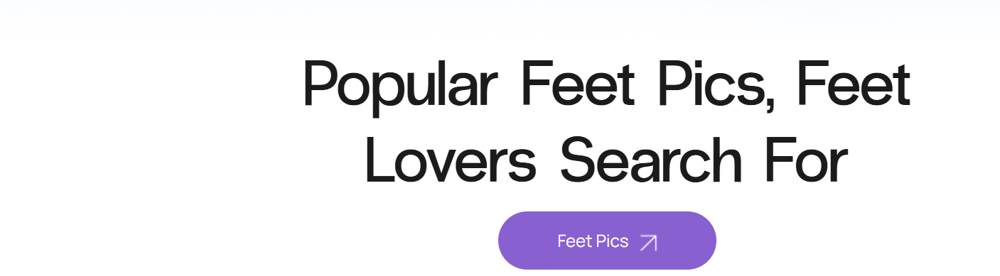 Popular Feet Pics, Feet
Lovers Search For
Feet Pics